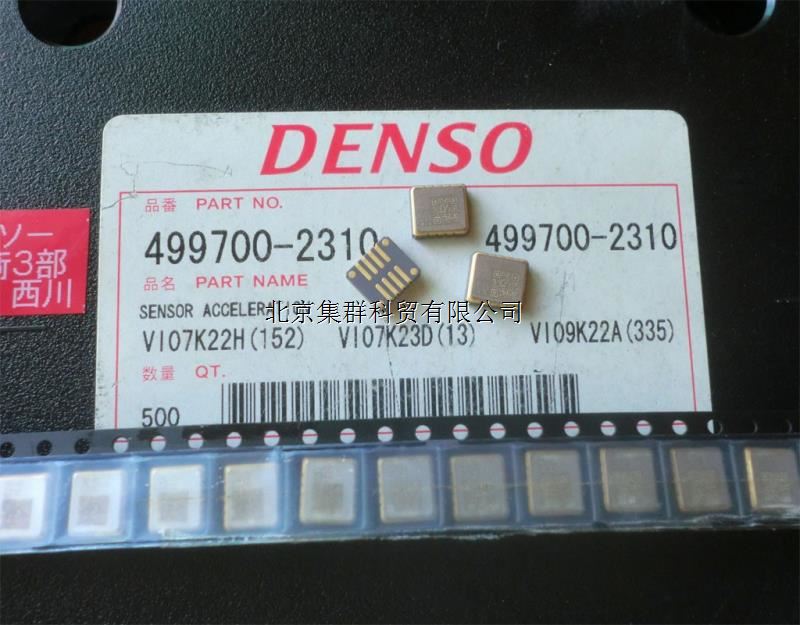 DENSO
品番 PART NO.
499700-2310
499700-2310
品名 PART NAME
SENSOR ACCELER
北京集群科贸有限公司
VI07K22H(152) VI07K23D(13) VI09K22A(335)
数量 QT.
500
ソー
術3部
西川